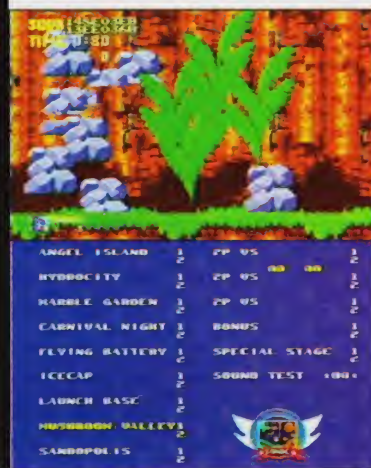 0
ANGEL ISLAND 1 2P VS 1
2 2
HYDROCITY 1 2P VS 1
2 2
MARBLE GARDEN 1 2P VS 1
2
CARNIVAL NIGHT 1 BONUS 1
2 2
FLYING BATTERY 1 SPECIAL STAGE 1
2 2
ICECAP 1 SOUND TEST
2
LAUNCH BASE 1
2
MUSHROOM VALLEY 1
2
SANDOPOLIS 1
2
SONIC